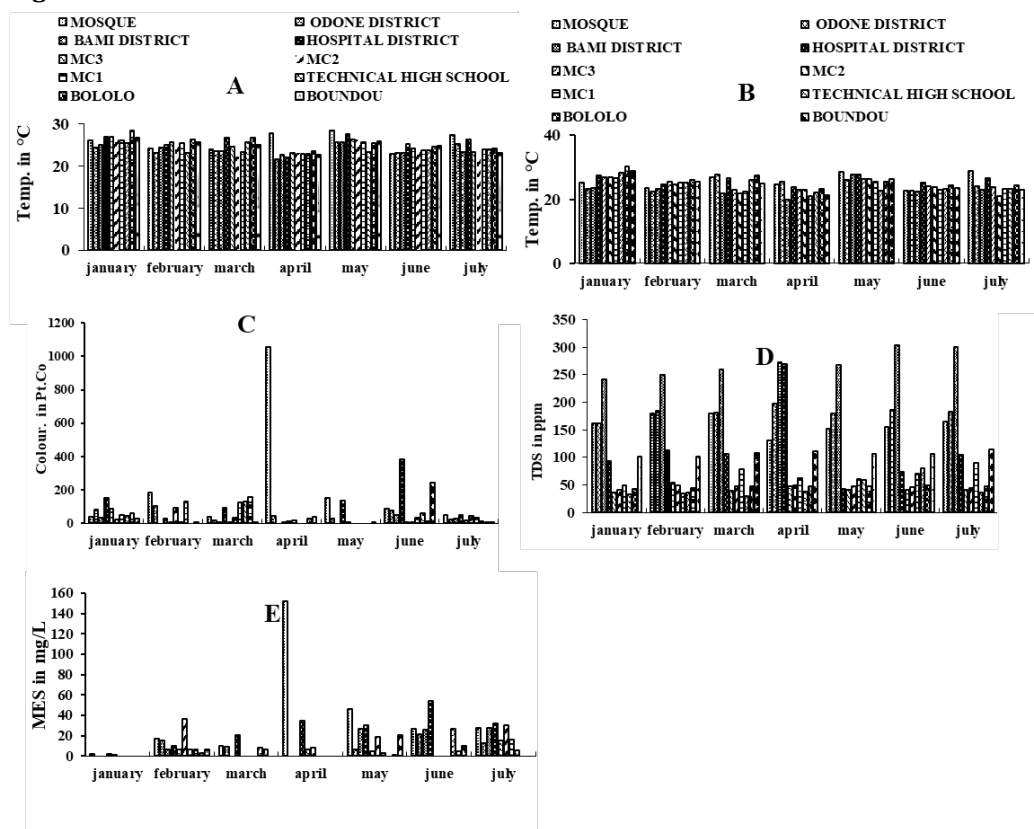 MOSQUE ODONE DISTRICT
BAMI DISTRICT HOSPITAL DISTRICT
MC3 MC2
MC1 TECHNICAL HIGH SCHOOL
BOLOLO BOUNDOU
A
Temp. in °C
30
20
10
0
january february march april may june july
MOSQUE ODONE DISTRICT
BAMI DISTRICT HOSPITAL DISTRICT
MC3 MC2
MC1 TECHNICAL HIGH SCHOOL
BOLOLO BOUNDOU
B
Temp. in °C
40
20
0
january february march april may june july
C
Colour. in Pt.Co
1200
1000
800
600
400
200
0
january february march april may june july
D
TDS in ppm
350
300
250
200
150
100
50
0
january february march april may june july
E
MES in mg/L
160
140
120
100
80
60
40
20
0
january february march april may june july